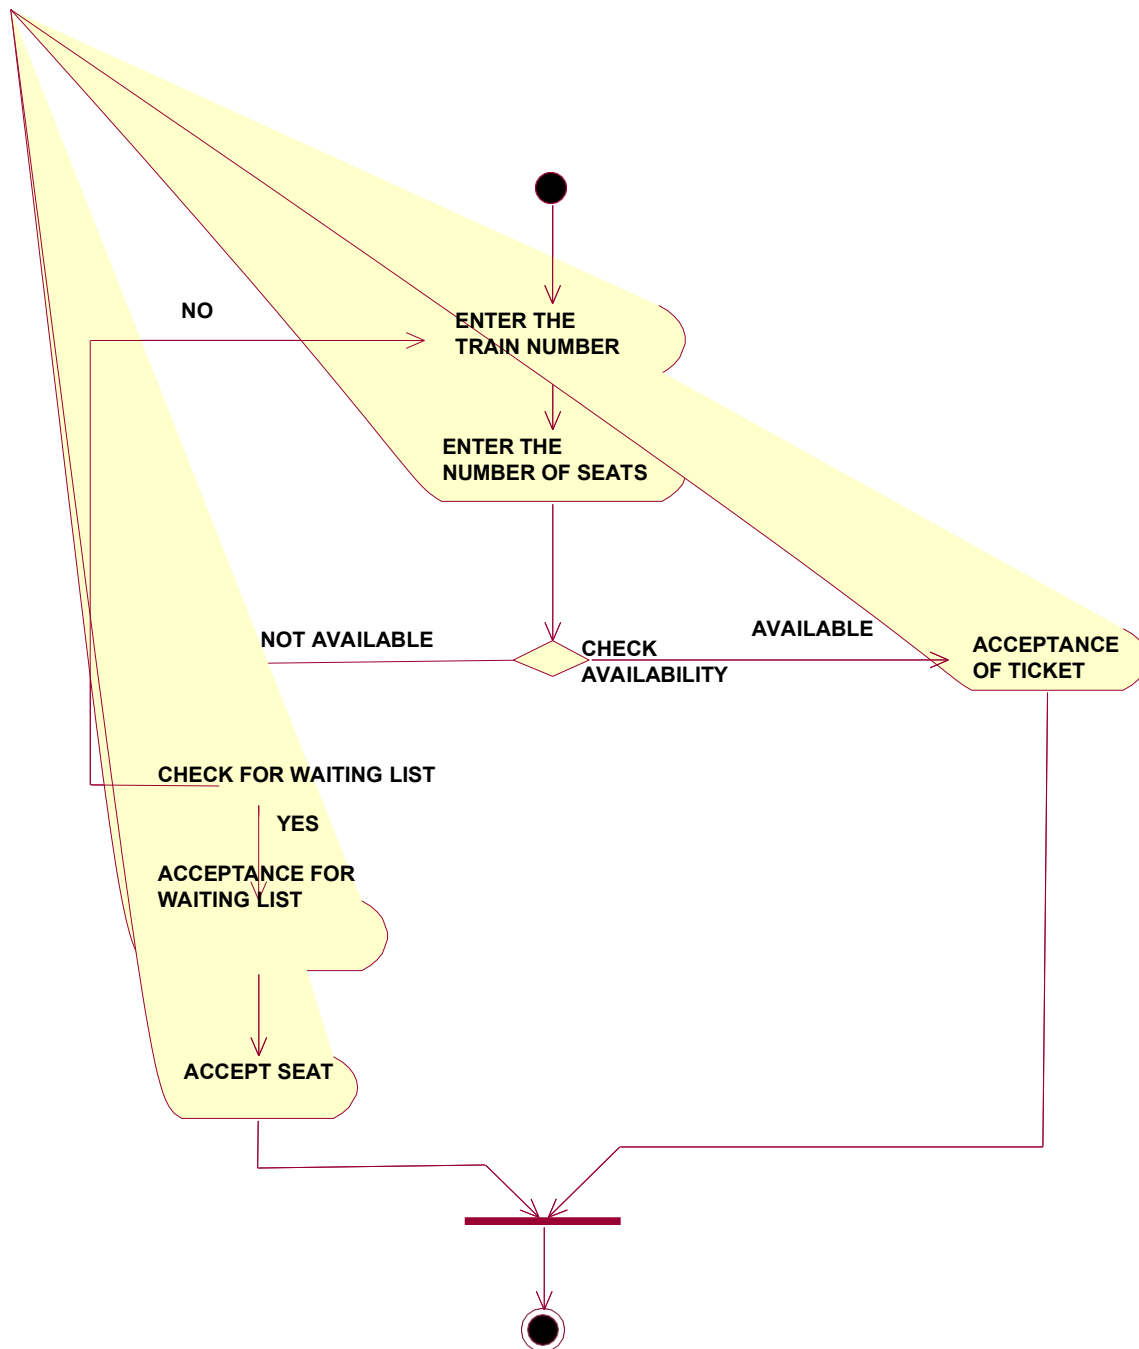 NO
ENTER THE
TRAIN NUMBER
ENTER THE
NUMBER OF SEATS
NOT AVAILABLE
CHECK
AVAILABILITY
AVAILABLE
ACCEPTANCE
OF TICKET
CHECK FOR WAITING LIST
YES
ACCEPTANCE FOR
WAITING LIST
ACCEPT SEAT